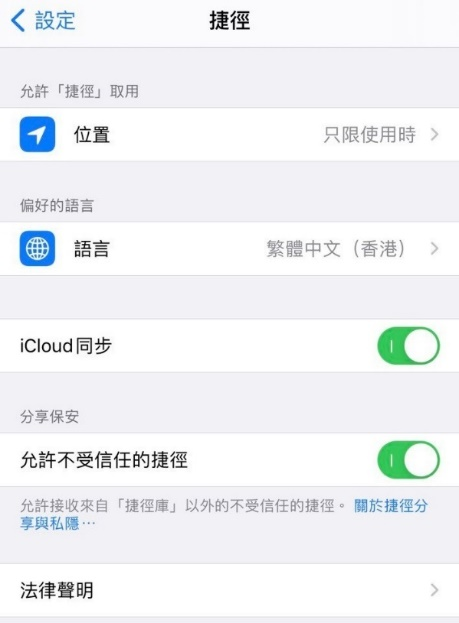 設定
捷徑
允許「捷徑」取用
位置 只限使用時
偏好的語言
語言 繁體中文（香港）
iCloud同步
分享保安
允許不受信任的捷徑
允許接收來自「捷徑庫」以外的不受信任的捷徑。關於捷徑分
享與私隱⋯
法律聲明